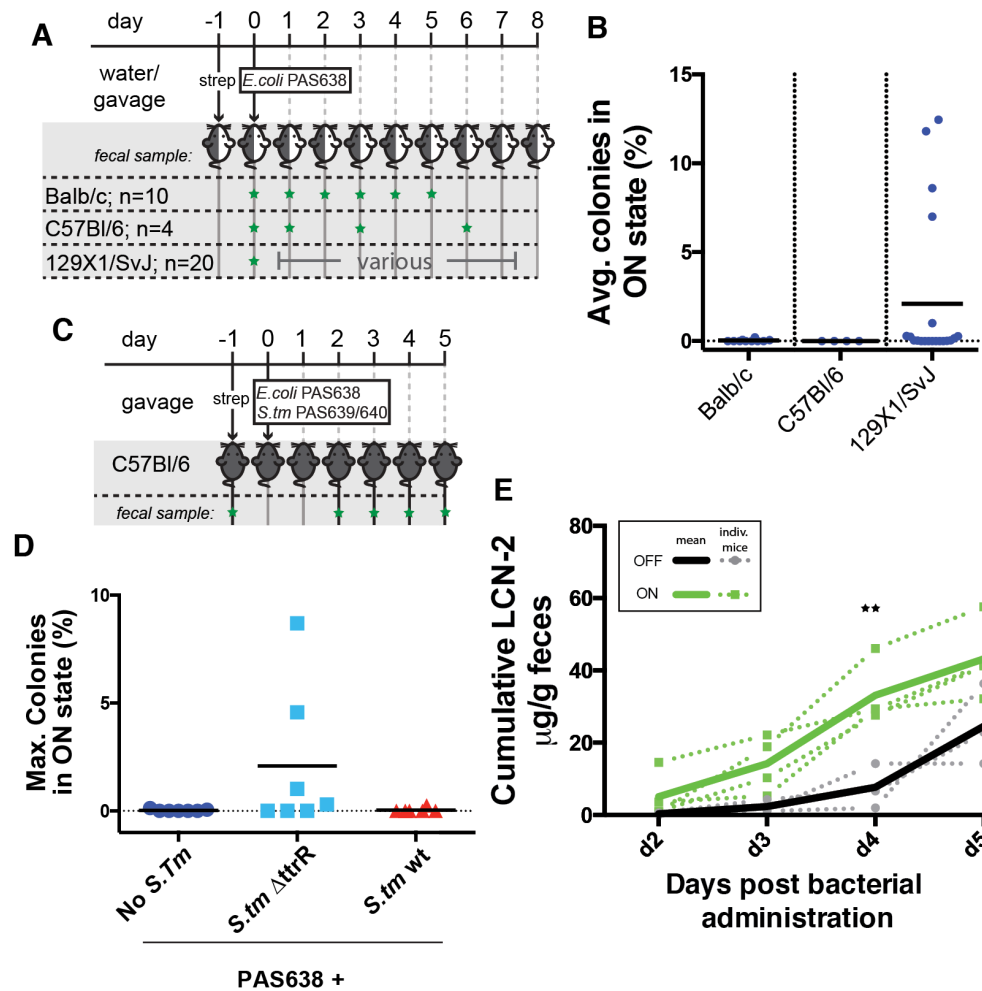 A
day
-1 0 1 2 3 4 5 6 7 8
water/
gavage
strep
E.coli PAS638
fecal sample:
Balb/c; n=10
C57Bl/6; n=4
129X1/SvJ; n=20
various
B
Avg. colonies in
ON state (%)
15
10
5
0
Balb/c
C57Bl/6
129X1/SvJ
C
day
-1 0 1 2 3 4 5
gavage
strep
E.coli PAS638
S.tm PAS639/640
C57Bl/6
fecal sample:
D
Max. Colonies
in ON state (%)
10
5
0
No S.Tm
S.tm ΔttrR
S.tm wt
PAS638 +
E
Cumulative LCN-2
µg/g feces
80
60
40
20
0
mean
indiv.
mice
OFF
ON
★★
d2
d3
d4
d5
Days post bacterial
administration